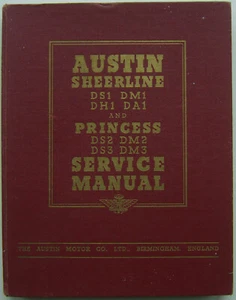 AUSTIN
SHEERLINE
DS1 DM1
DH1 DA1
AND
PRINCESS
DS2 DM2
DS3 DM3
SERVICE
MANUAL
THE AUSTIN MOTOR CO. LTD., BIRMINGHAM, ENGLAND